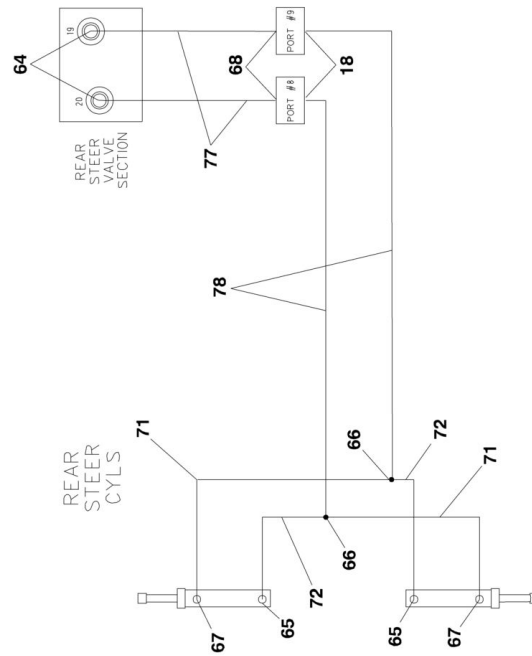 64
19
20
REAR
STEER
VALVE
SECTION
77
68
PORT #9
PORT #8
18
78
REAR
STEER
CYLS
71
66
72
71
72
66
67
65
65
67